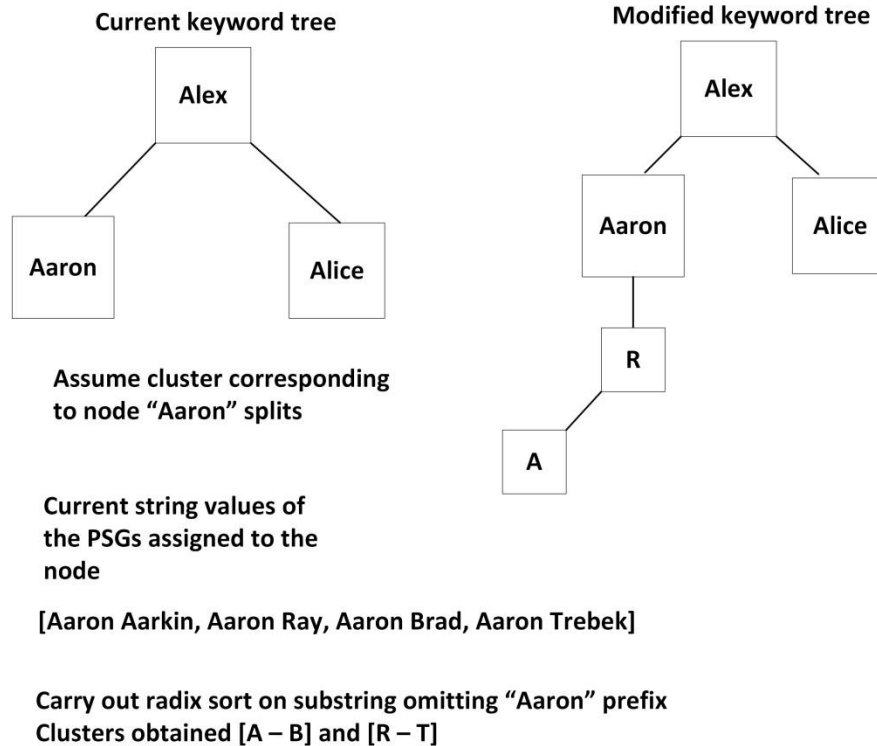 Current keyword tree
Alex
Aaron
Alice
Modified keyword tree
Alex
Aaron
Alice
R
A
Assume cluster corresponding
to node “Aaron” splits
Current string values of
the PSGs assigned to the
node
[Aaron Aarkin, Aaron Ray, Aaron Brad, Aaron Trebek]
Carry out radix sort on substring omitting “Aaron” prefix
Clusters obtained [A – B] and [R – T]